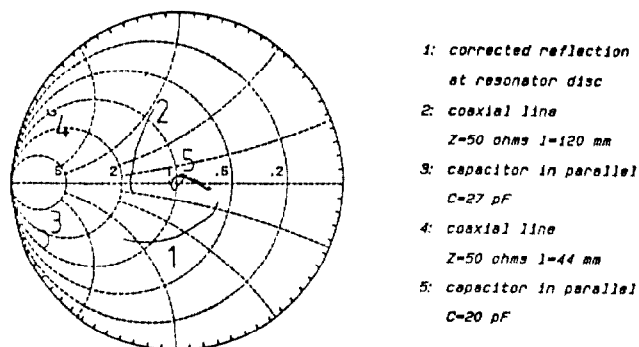 4
2
5
5 2 1 .5 .2
3
1
1: corrected reflection
at resonator disc
2: coaxial line
Z=50 ohms l=120 mm
3: capacitor in parallel
C=27 pF
4: coaxial line
Z=50 ohms l=44 mm
5: capacitor in parallel
C=20 pF